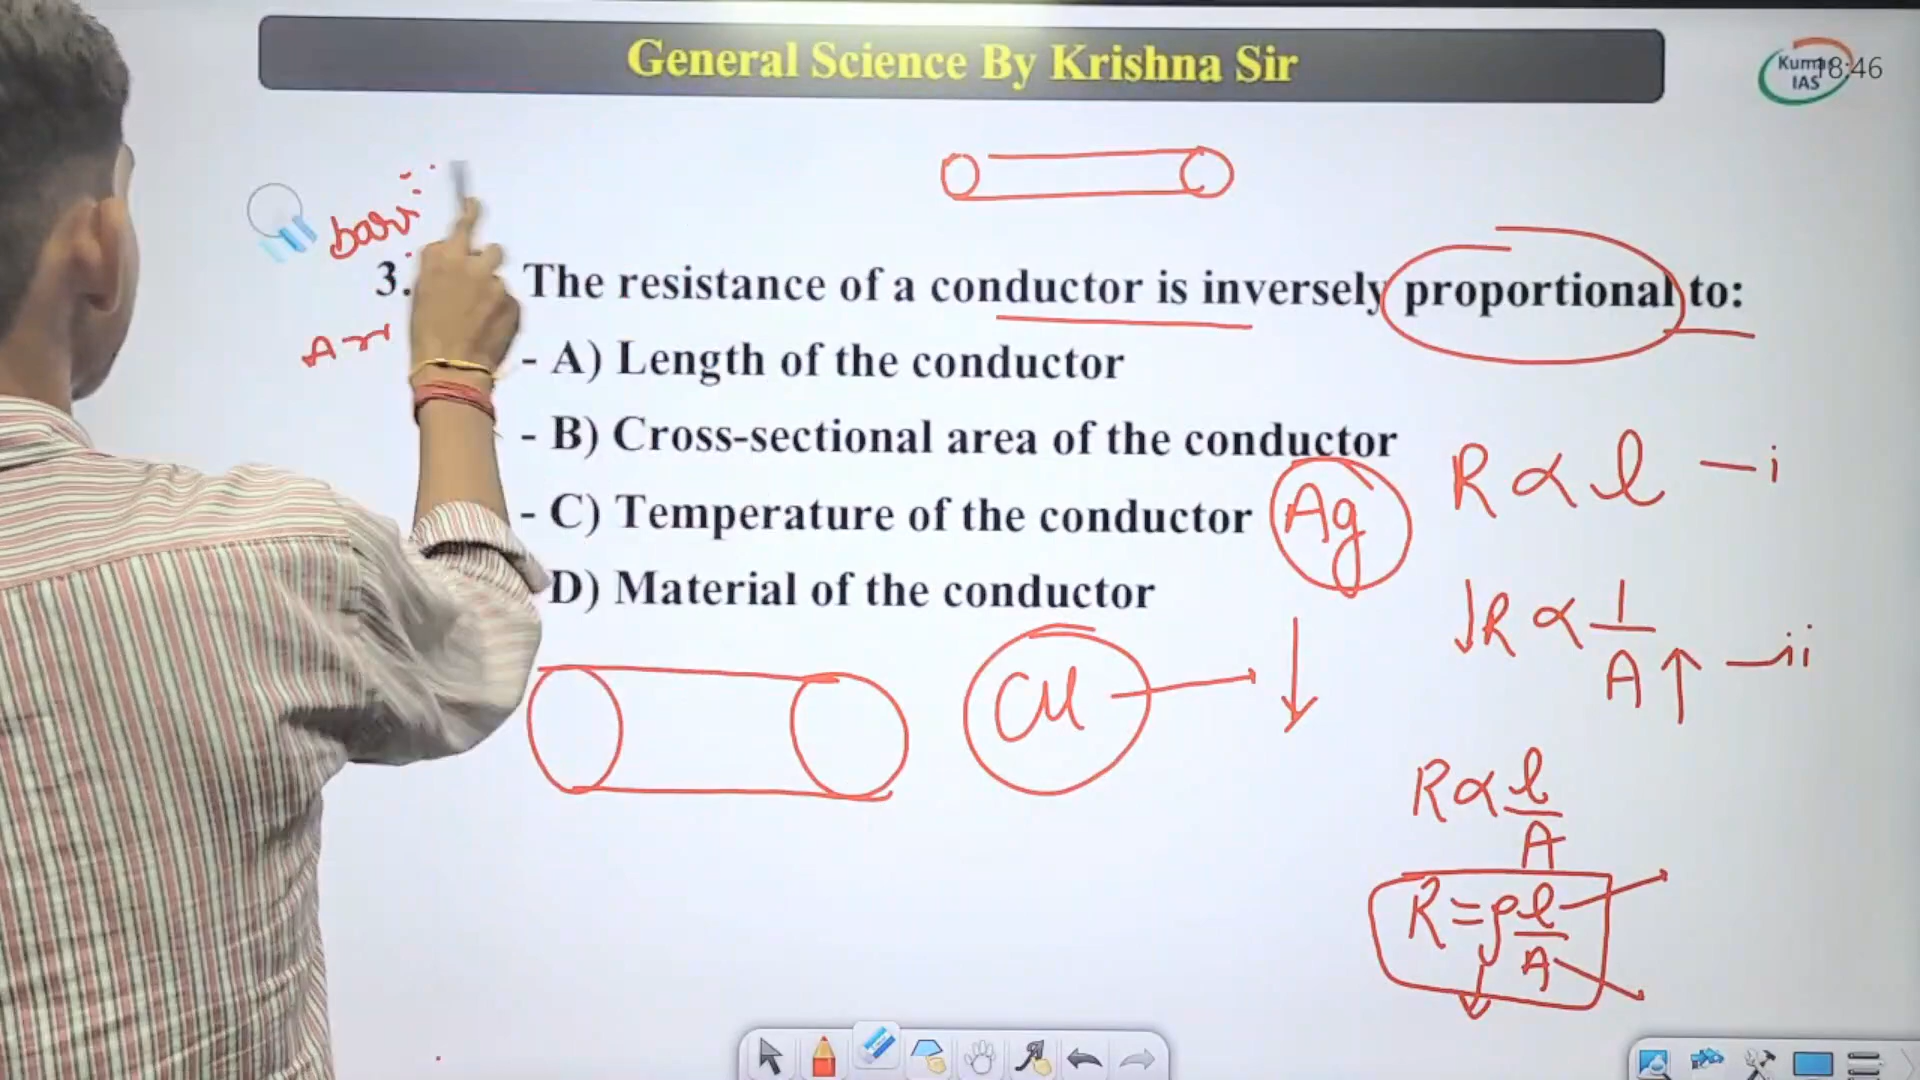 General Science By Krishna Sir
Kumar IAS
18:46
3. The resistance of a conductor is inversely proportional to:
- A) Length of the conductor
- B) Cross-sectional area of the conductor
- C) Temperature of the conductor
D) Material of the conductor
Ag
Cu
R ∝ l — i
↓R ∝ 1/A ↑ — ii
R ∝ l/A
R = ρ l/A